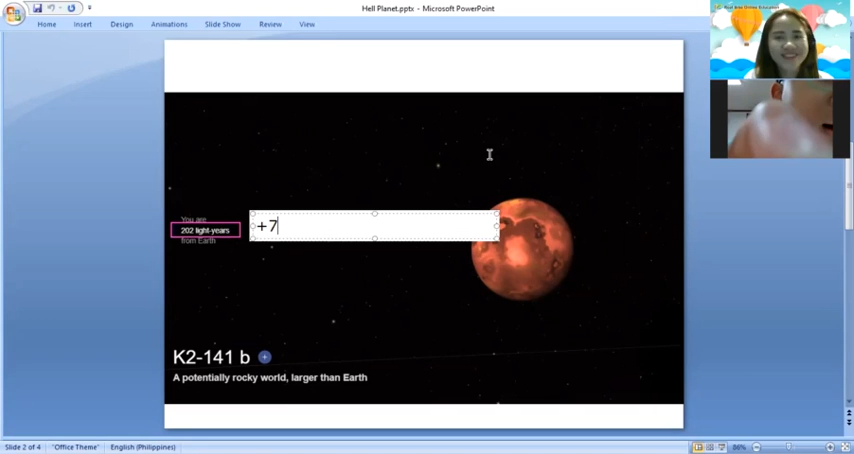 Hell Planet.pptx - Microsoft PowerPoint
Home Insert Design Animations Slide Show Review View
You are
202 light-years
from Earth
+7
K2-141 b +
A potentially rocky world, larger than Earth
Slide 2 of 4 "Office Theme" English (Philippines) 86%